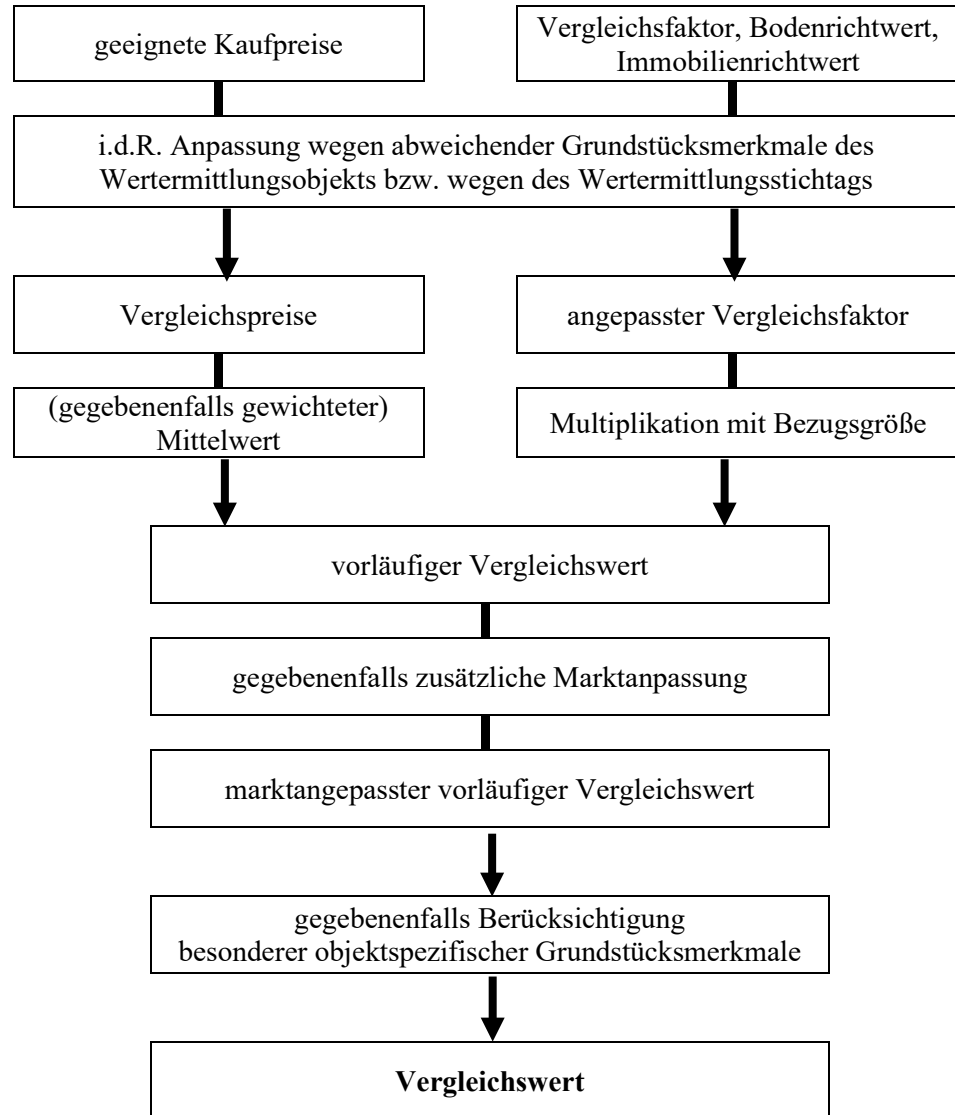 geeignete Kaufpreise
Vergleichsfaktor, Bodenrichtwert,
Immobilienrichtwert
i.d.R. Anpassung wegen abweichender Grundstücksmerkmale des
Wertermittlungsobjekts bzw. wegen des Wertermittlungsstichtags
Vergleichspreise
angepasster Vergleichsfaktor
(gegebenenfalls gewichteter)
Mittelwert
Multiplikation mit Bezugsgröße
vorläufiger Vergleichswert
gegebenenfalls zusätzliche Marktanpassung
marktangepasster vorläufiger Vergleichswert
gegebenenfalls Berücksichtigung
besonderer objektspezifischer Grundstücksmerkmale
Vergleichswert